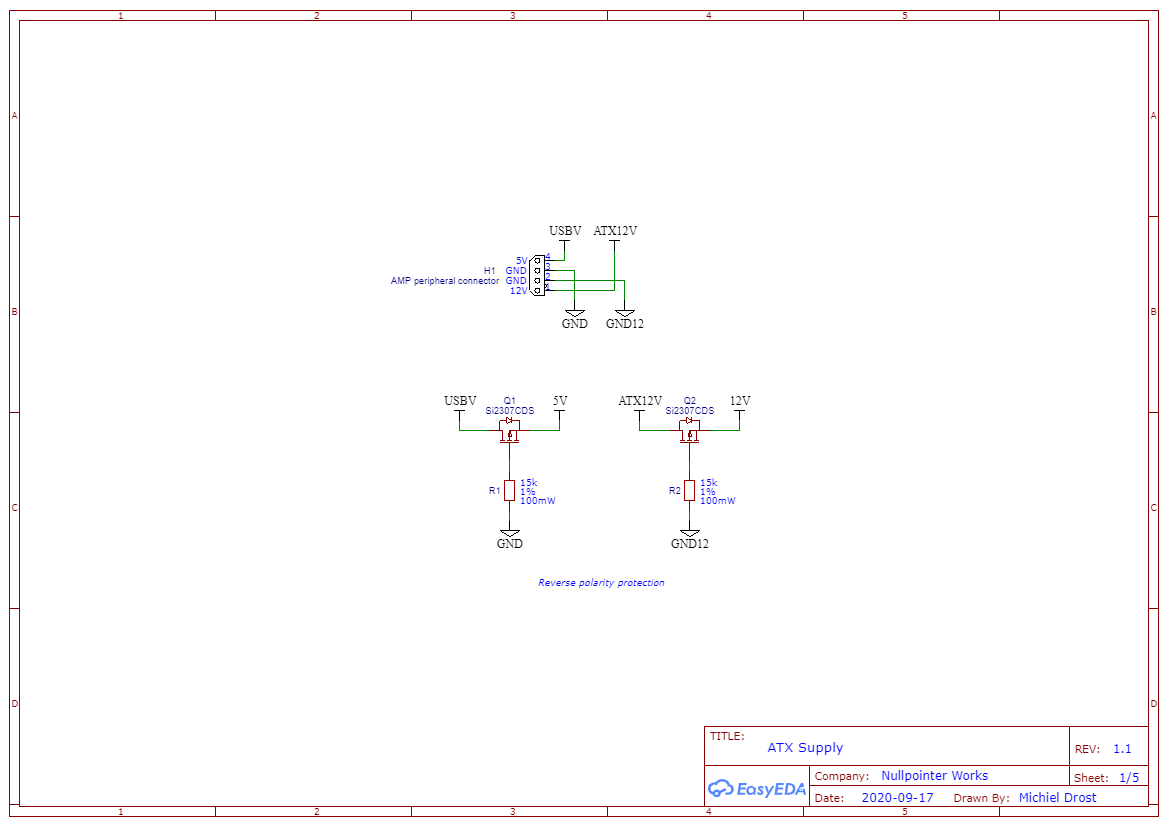 1 2 3 4 5
A A
USBV ATX12V
5V 4
H1 GND 3
AMP peripheral connector GND 2
12V 1
B B
GND GND12
USBV Q1 5V ATX12V Q2 12V
Si2307CDS Si2307CDS
R1 15k R2 15k
1% 1%
100mW 100mW
C C
GND GND12
Reverse polarity protection
D D
TITLE:
ATX Supply
REV: 1.1
EasyEDA
Company: Nullpointer Works
Sheet: 1/5
Date: 2020-09-17 Drawn By: Michiel Drost
1 2 3 4 5